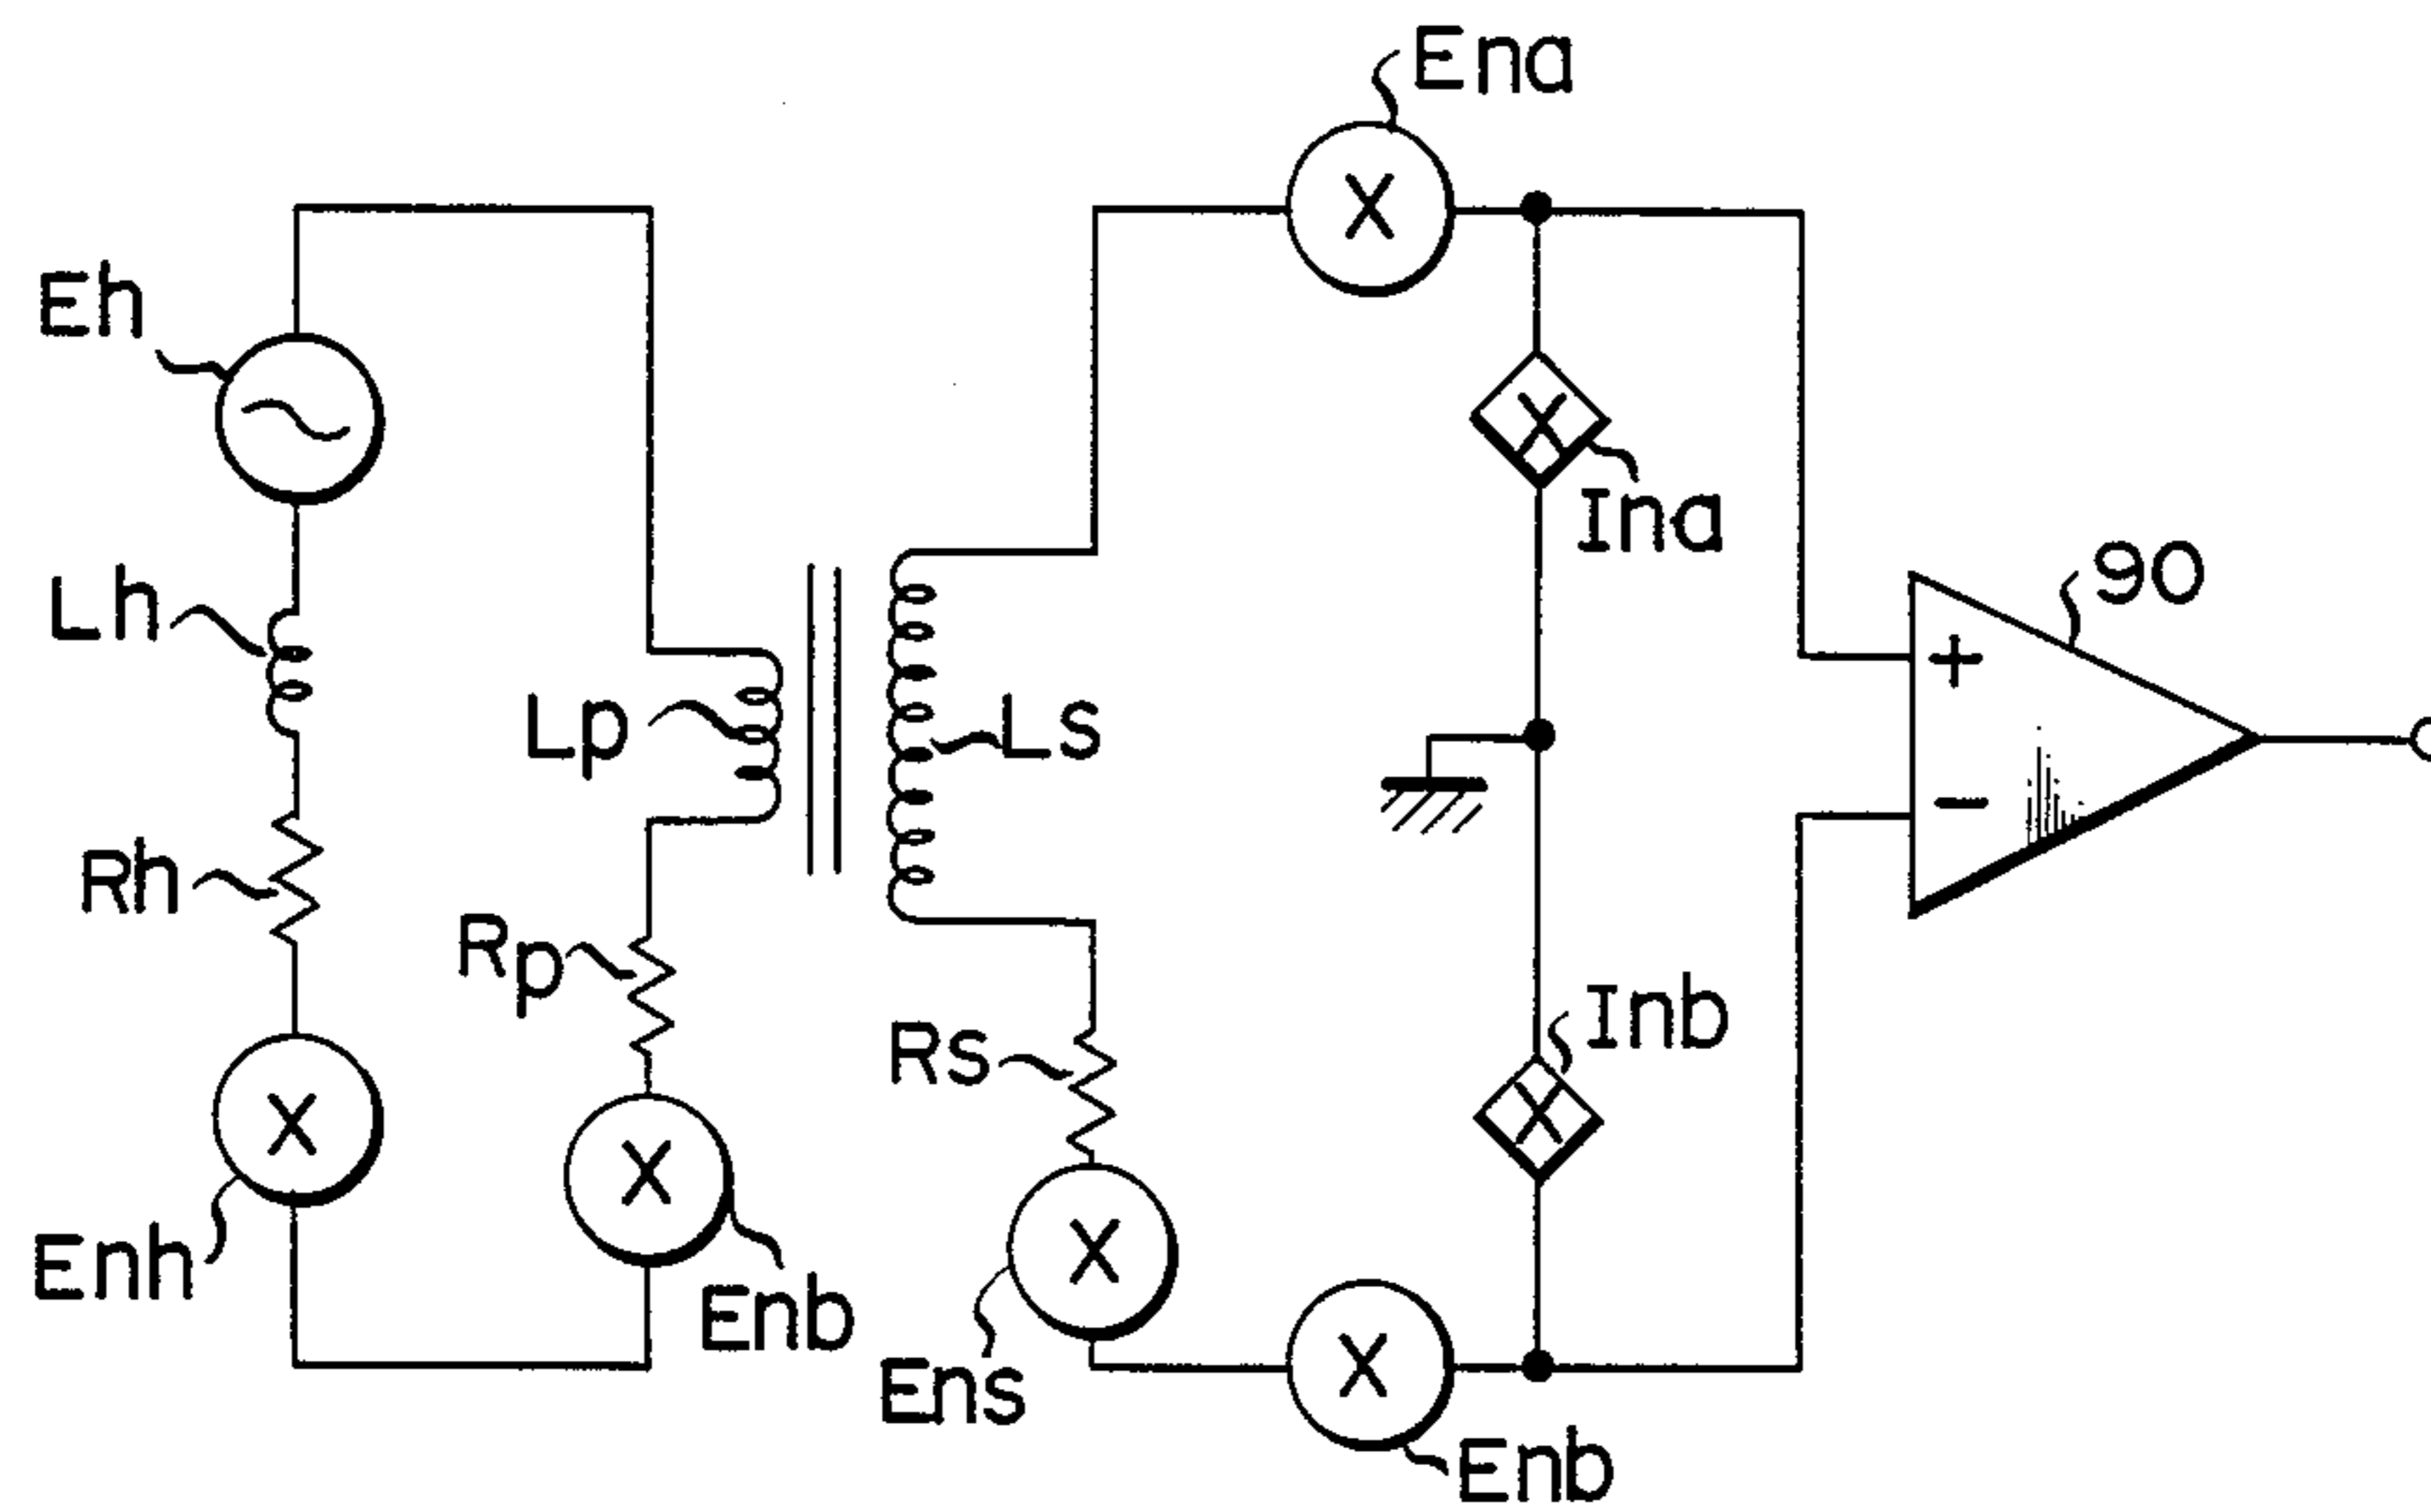 Ena
Eh
Ina
90
Lh
+
Lp
Ls
−
Rh
Rp
Inb
Rs
Enh
Enb
Ens
Enb